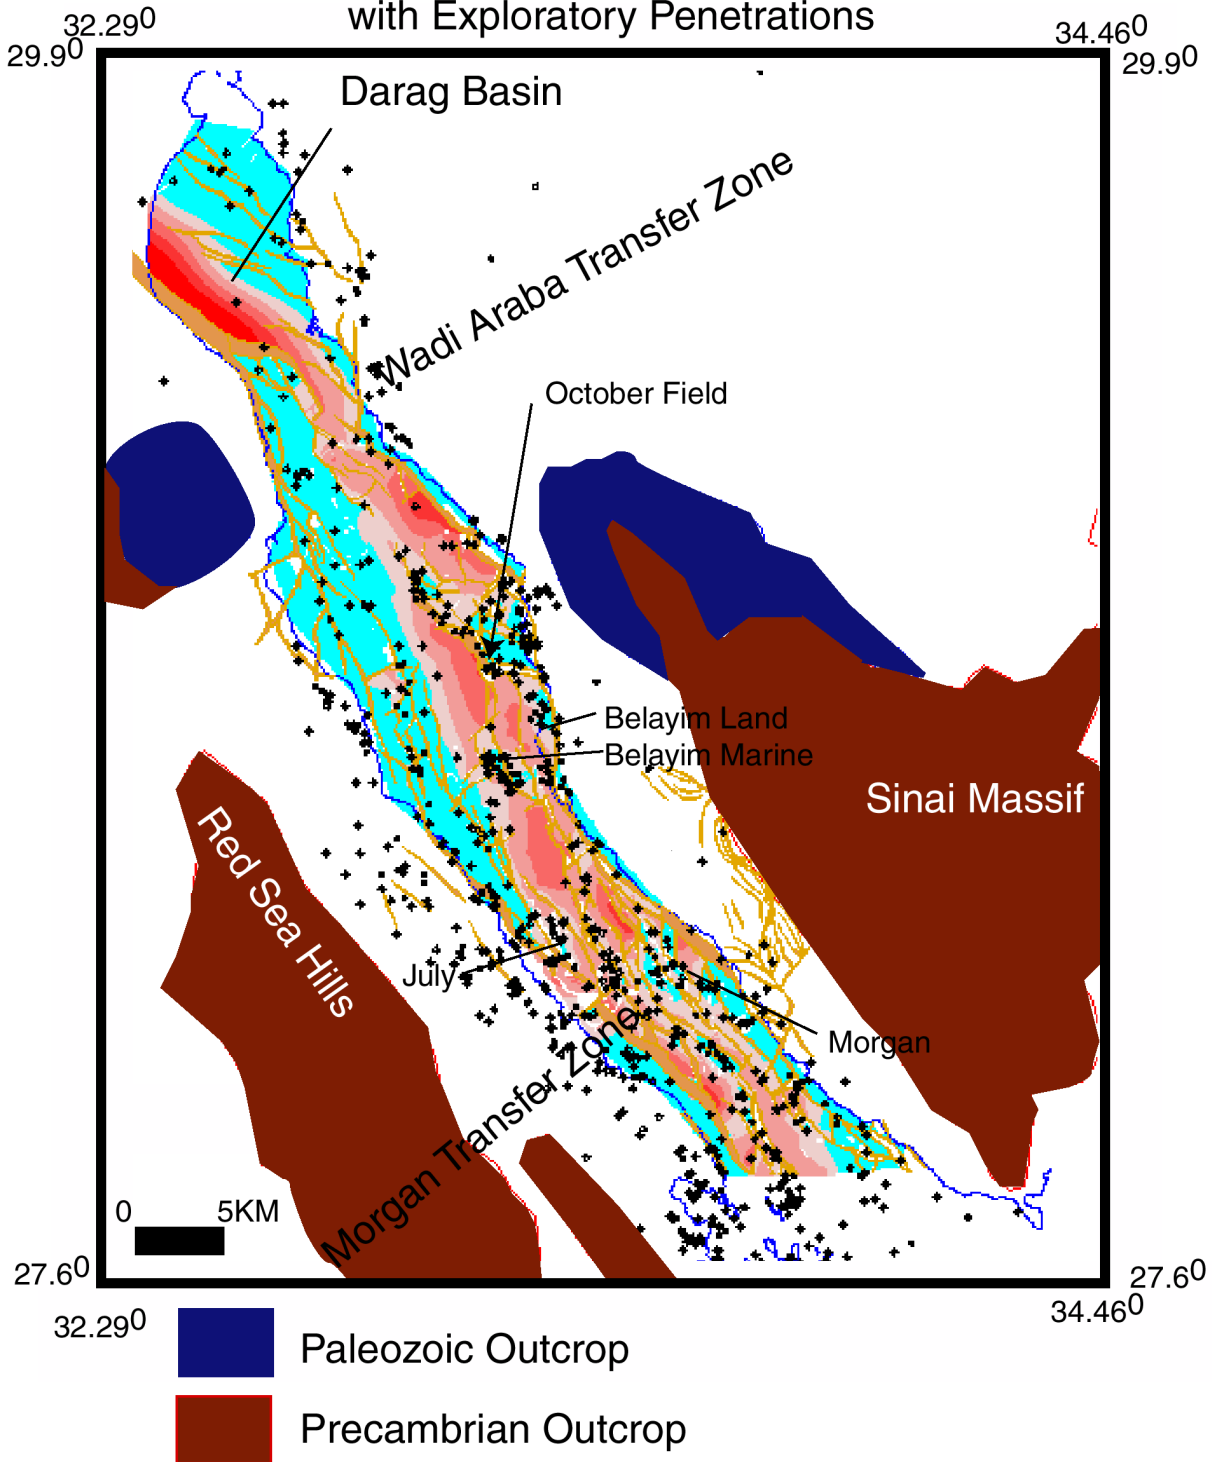 with Exploratory Penetrations
32.29⁰
34.46⁰
29.9⁰
29.9⁰
Darag Basin
Wadi Araba Transfer Zone
October Field
Belayim Land
Belayim Marine
Sinai Massif
Red Sea Hills
July
Morgan
Morgan Transfer Zone
0 5KM
27.6⁰
27.6⁰
32.29⁰
34.46⁰
Paleozoic Outcrop
Precambrian Outcrop